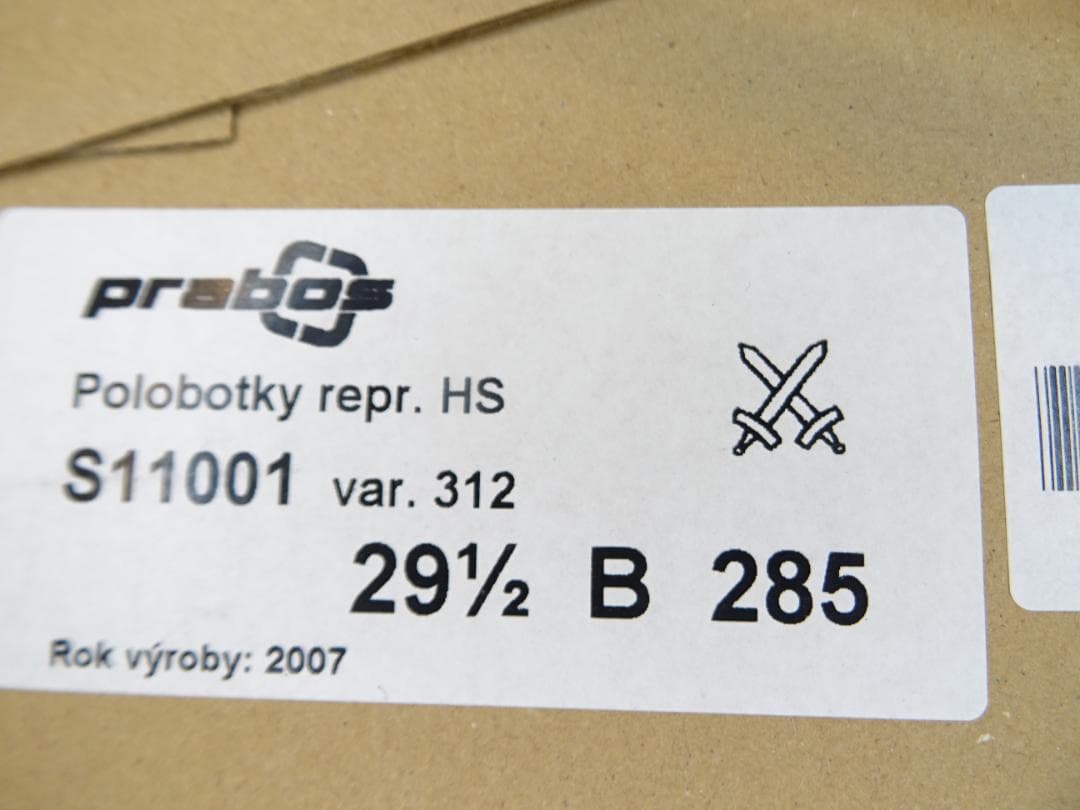 prabos
Polobotky repr. HS
S11001 var. 312
29½ B 285
Rok výroby: 2007